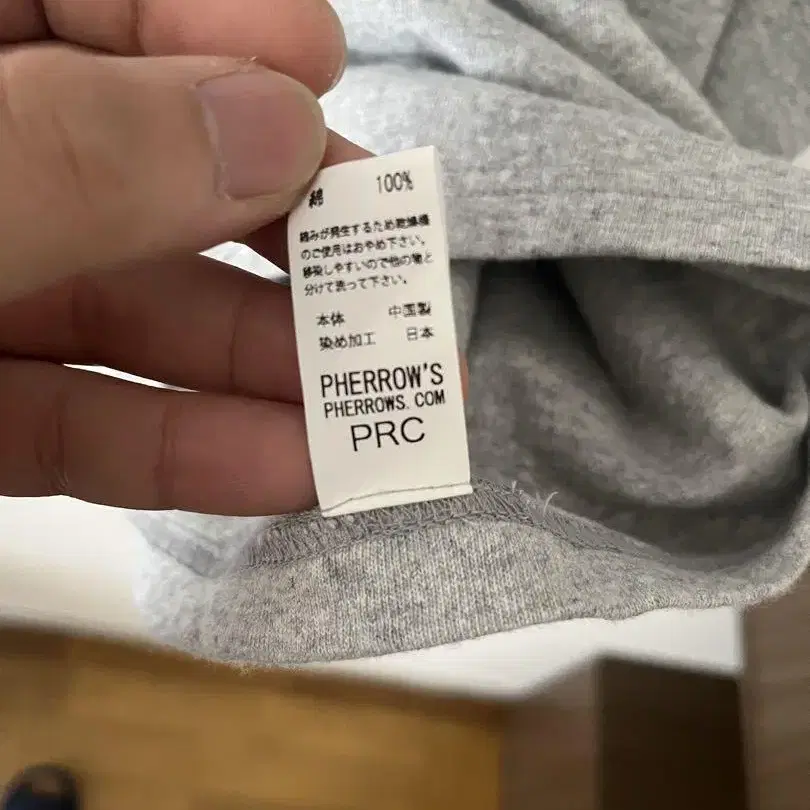 綿 100%
縮みが発生するため乾燥機
のご使用はおやめ下さい。
移染しやすいので他の物と
分けて洗って下さい。
本体 中国製
染め加工 日本
PHERROW'S
PHERROWS.COM
PRC